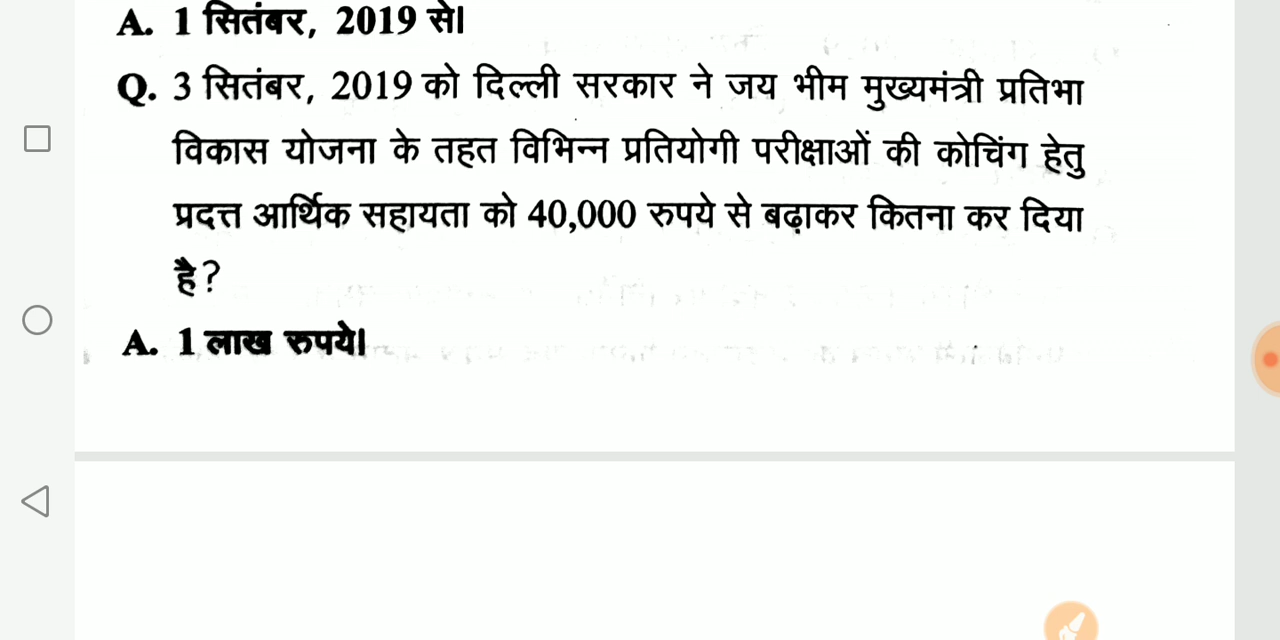 A. 1 सितंबर, 2019 से।
Q. 3 सितंबर, 2019 को दिल्ली सरकार ने जय भीम मुख्यमंत्री प्रतिभा
विकास योजना के तहत विभिन्न प्रतियोगी परीक्षाओं की कोचिंग हेतु
प्रदत्त आर्थिक सहायता को 40,000 रुपये से बढ़ाकर कितना कर दिया
है?
A. 1 लाख रुपये।